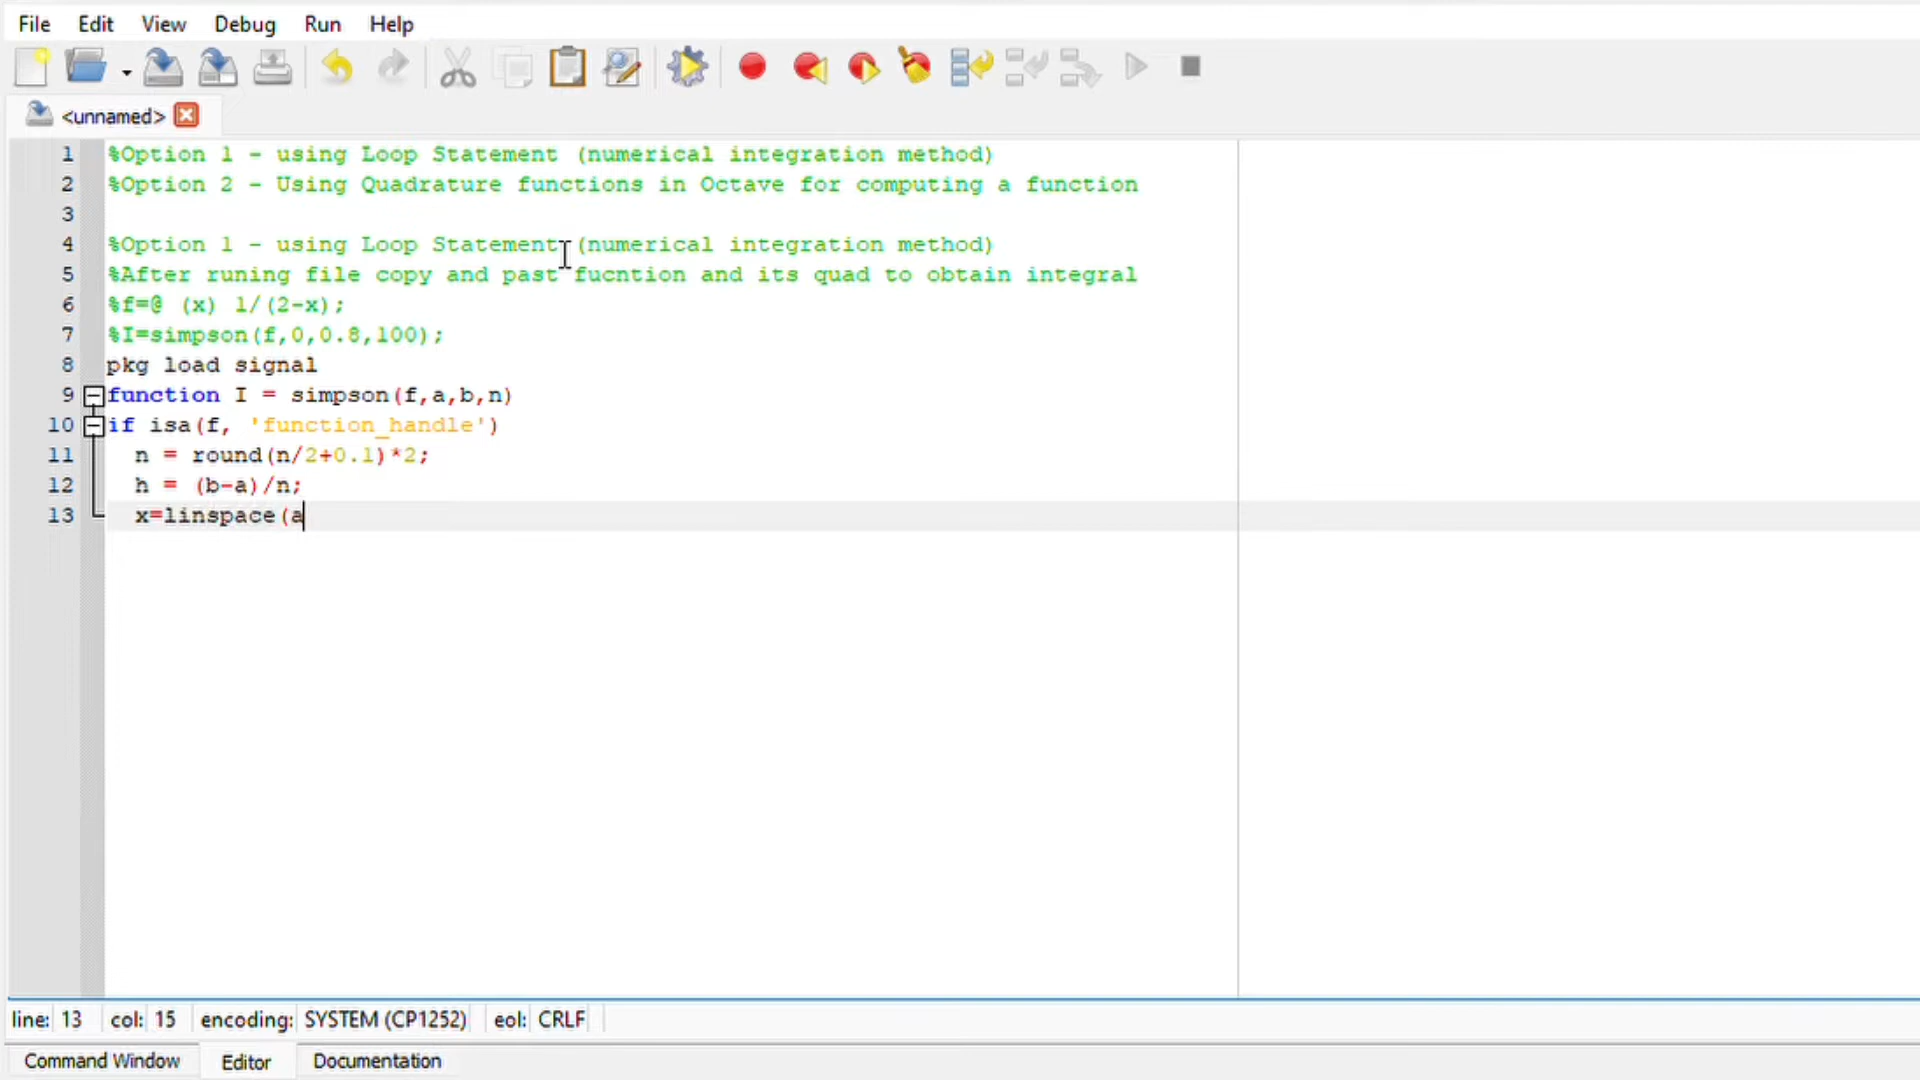 File Edit View Debug Run Help
<unnamed>
1 %Option 1 - using Loop Statement (numerical integration method)
2 %Option 2 - Using Quadrature functions in Octave for computing a function
3
4 %Option 1 - using Loop Statement (numerical integration method)
5 %After runing file copy and past fucntion and its quad to obtain integral
6 %f=@ (x) 1/(2-x);
7 %I=simpson(f,0,0.8,100);
8 pkg load signal
9 function I = simpson(f,a,b,n)
10 if isa(f, 'function_handle')
11 n = round(n/2+0.1)*2;
12 h = (b-a)/n;
13 x=linspace(a
line: 13 col: 15 encoding: SYSTEM (CP1252) eol: CRLF
Command Window Editor Documentation